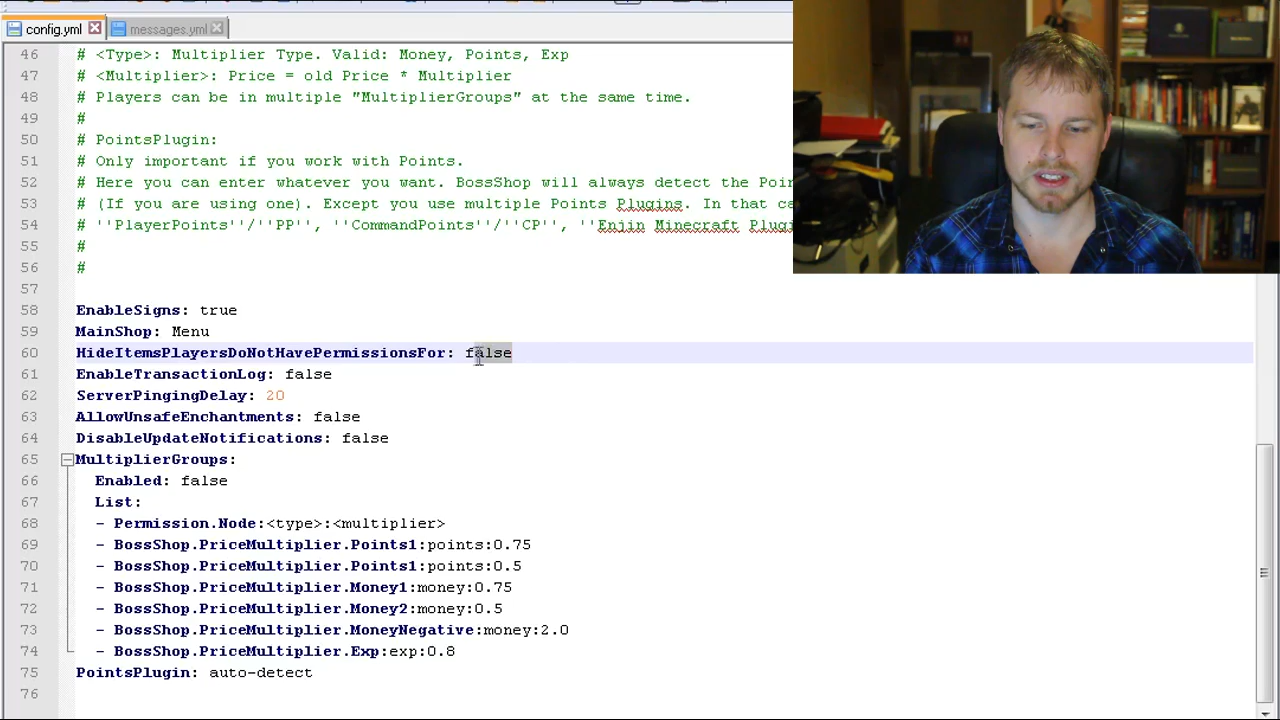 config.yml
messages.yml
46 # <Type>: Multiplier Type. Valid: Money, Points, Exp
47 # <Multiplier>: Price = old Price * Multiplier
48 # Players can be in multiple "MultiplierGroups" at the same time.
49 #
50 # PointsPlugin:
51 # Only important if you work with Points.
52 # Here you can enter whatever you want. BossShop will always detect the Poin
53 # (If you are using one). Except you use multiple Points Plugins. In that ca
54 # ''PlayerPoints''/''PP'', ''CommandPoints''/''CP'', ''Enjin Minecraft Plugi
55 #
56 #
57
58 EnableSigns: true
59 MainShop: Menu
60 HideItemsPlayersDoNotHavePermissionsFor: false
61 EnableTransactionLog: false
62 ServerPingingDelay: 20
63 AllowUnsafeEnchantments: false
64 DisableUpdateNotifications: false
65 MultiplierGroups:
66 Enabled: false
67 List:
68 - Permission.Node:<type>:<multiplier>
69 - BossShop.PriceMultiplier.Points1:points:0.75
70 - BossShop.PriceMultiplier.Points1:points:0.5
71 - BossShop.PriceMultiplier.Money1:money:0.75
72 - BossShop.PriceMultiplier.Money2:money:0.5
73 - BossShop.PriceMultiplier.MoneyNegative:money:2.0
74 - BossShop.PriceMultiplier.Exp:exp:0.8
75 PointsPlugin: auto-detect
76